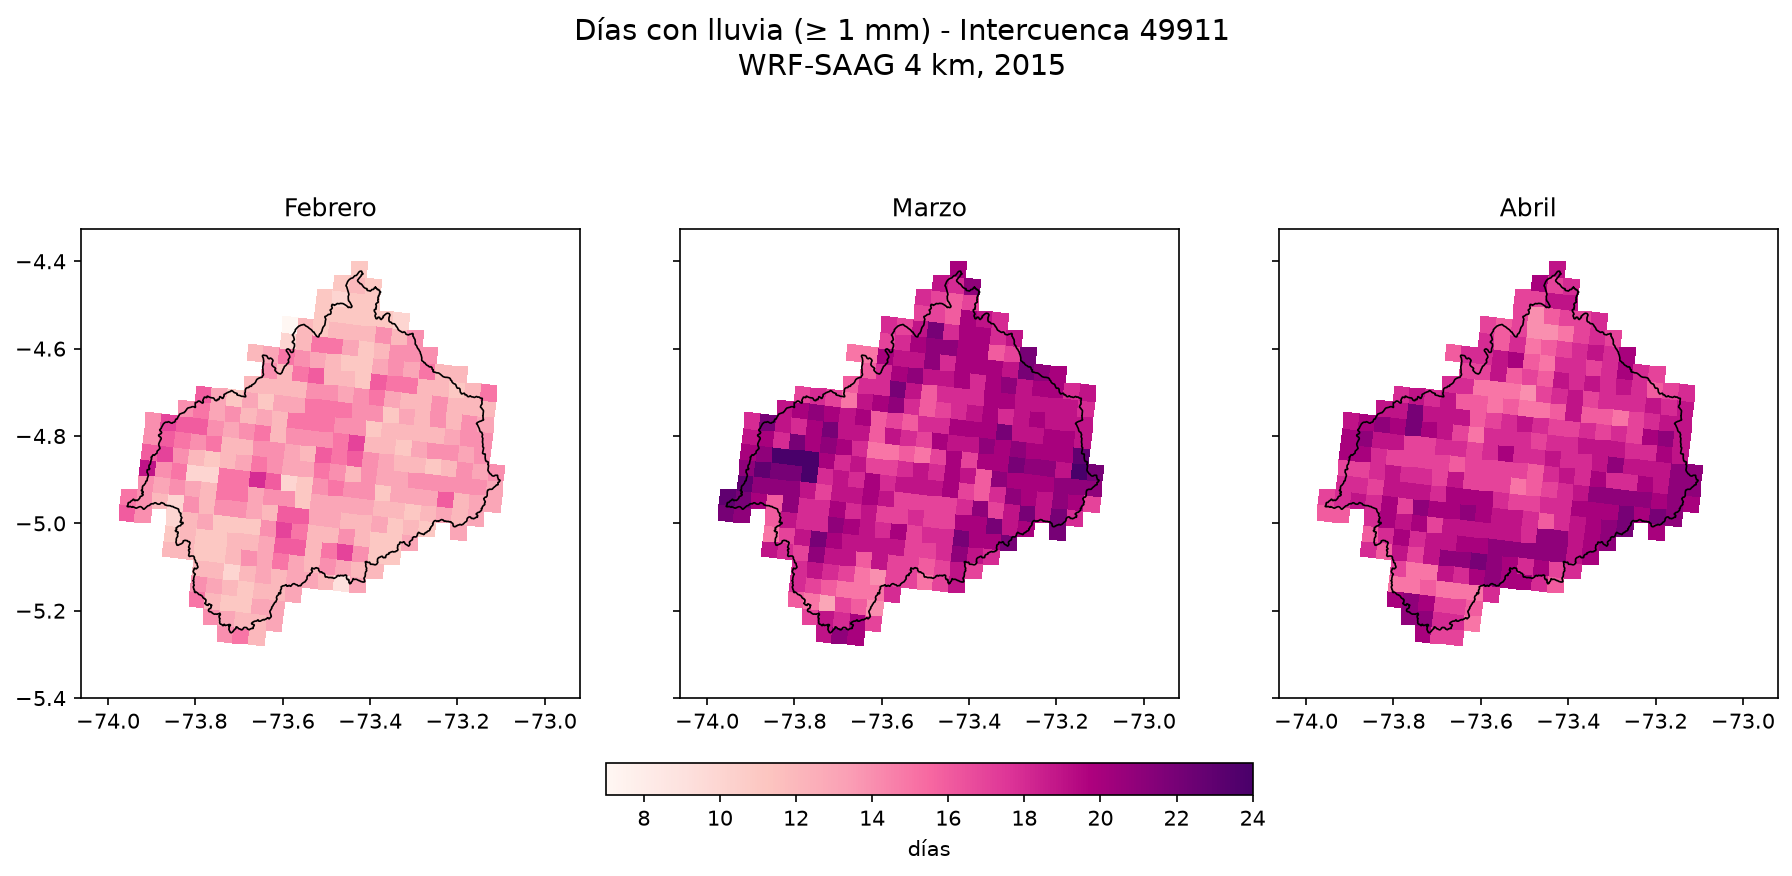 Días con lluvia (≥ 1 mm) - Intercuenca 49911
WRF-SAAG 4 km, 2015
Febrero
Marzo
Abril
−4.4
−4.6
−4.8
−5.0
−5.2
−5.4
−74.0 −73.8 −73.6 −73.4 −73.2 −73.0
−74.0 −73.8 −73.6 −73.4 −73.2 −73.0
−74.0 −73.8 −73.6 −73.4 −73.2 −73.0
8 10 12 14 16 18 20 22 24
días